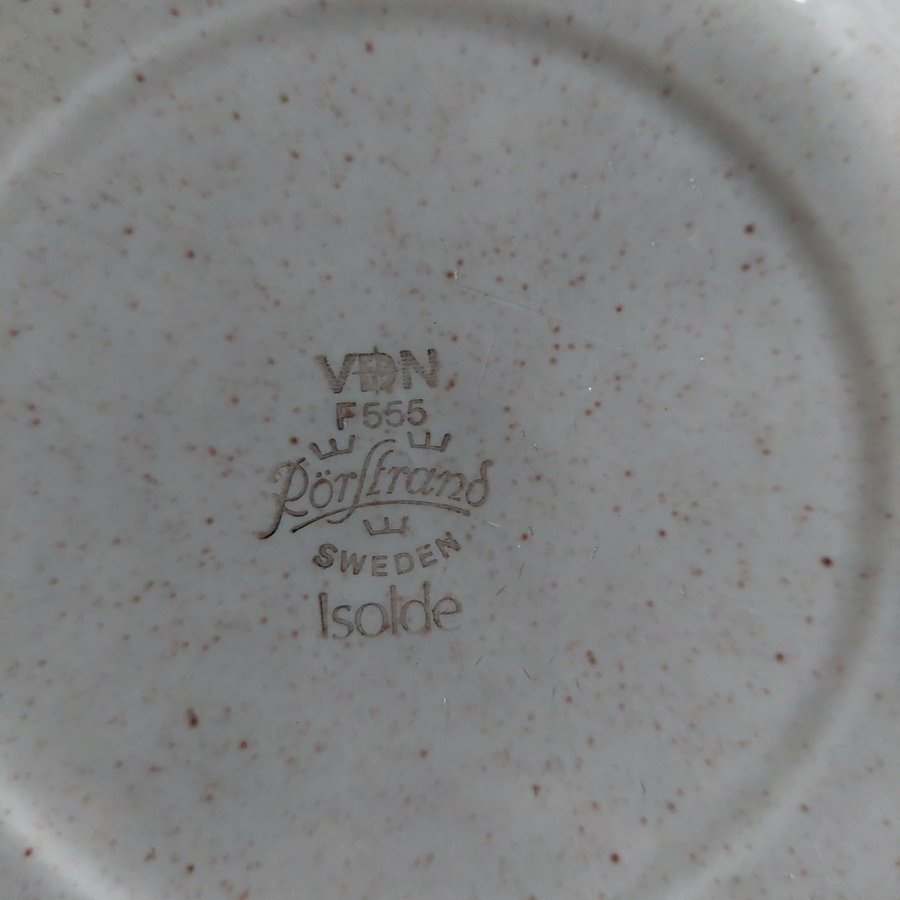 VDN
F555
Rörstrand
SWEDEN
Isolde